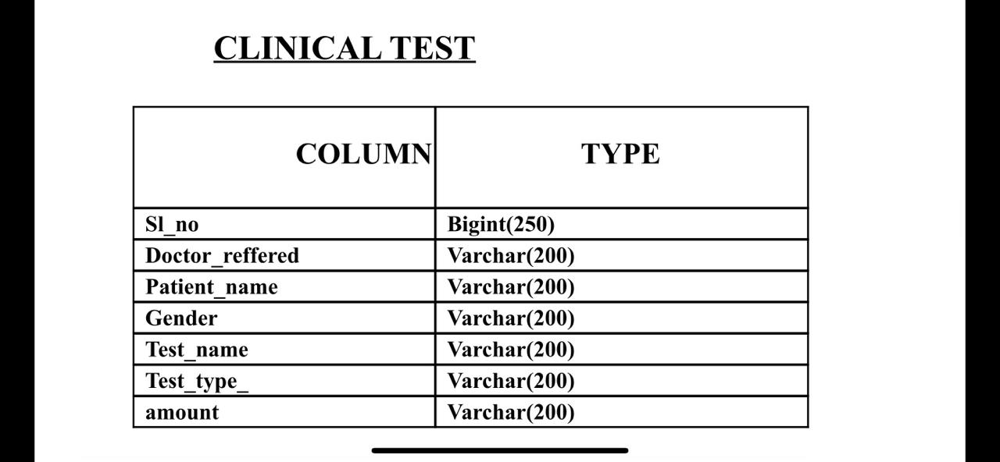 CLINICAL TEST
COLUMN TYPE
Sl_no Bigint(250)
Doctor_reffered Varchar(200)
Patient_name Varchar(200)
Gender Varchar(200)
Test_name Varchar(200)
Test_type_ Varchar(200)
amount Varchar(200)